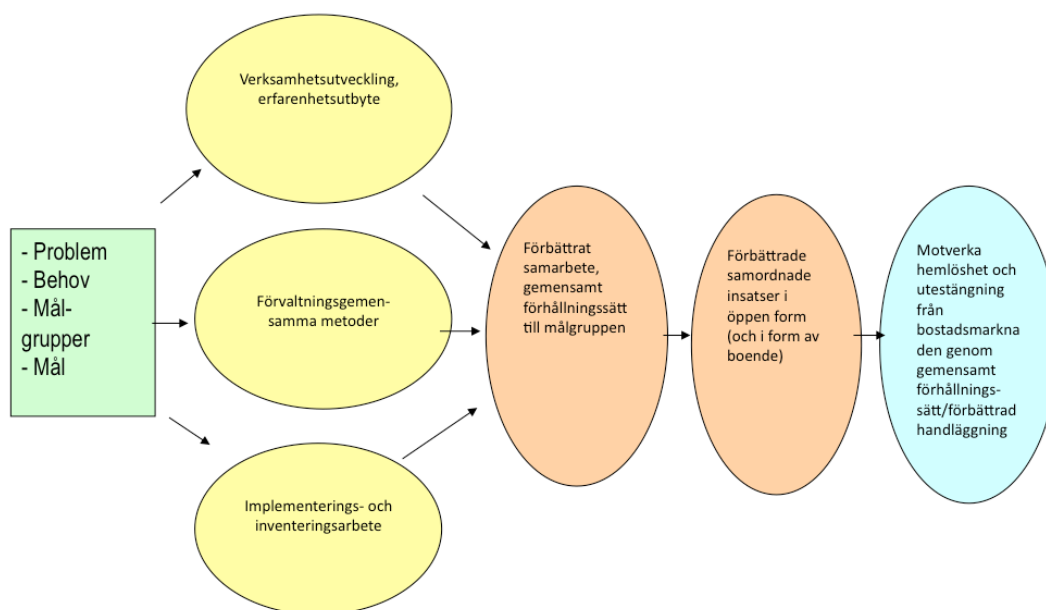 Verksamhetsutveckling,
erfarenhetsutbyte
- Problem
- Behov
- Mål-
grupper
- Mål
Förvaltningsgemen-
samma metoder
Implementerings- och
inventeringsarbete
Förbättrat
samarbete,
gemensamt
förhållningssätt
till målgruppen
Förbättrade
samordnade
insatser i
öppen form
(och i form av
boende)
Motverka
hemlöshet och
utestängning
från
bostadsmarkna
den genom
gemensamt
förhållnings-
sätt/förbättrad
handläggning